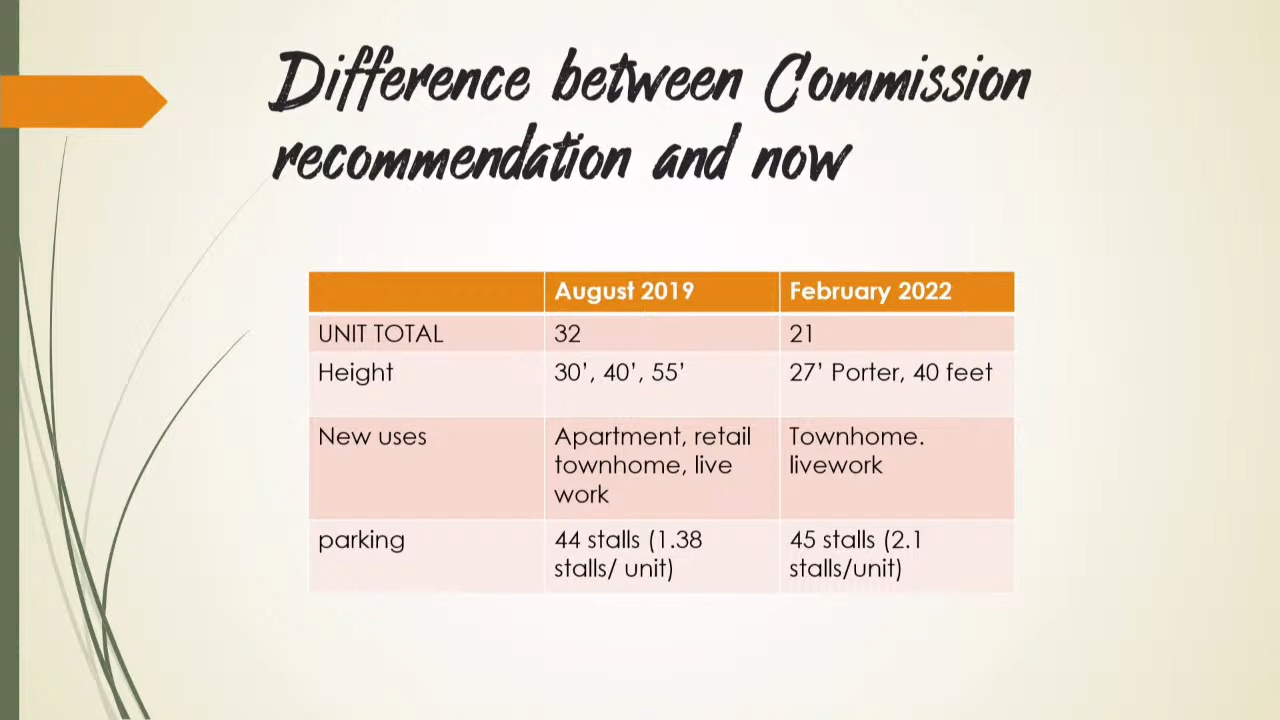 Difference between Commission
recommendation and now
August 2019 February 2022
UNIT TOTAL 32 21
Height 30’, 40’, 55’ 27’ Porter, 40 feet
New uses Apartment, retail Townhome.
townhome, live livework
work
parking 44 stalls (1.38 45 stalls (2.1
stalls/ unit) stalls/unit)